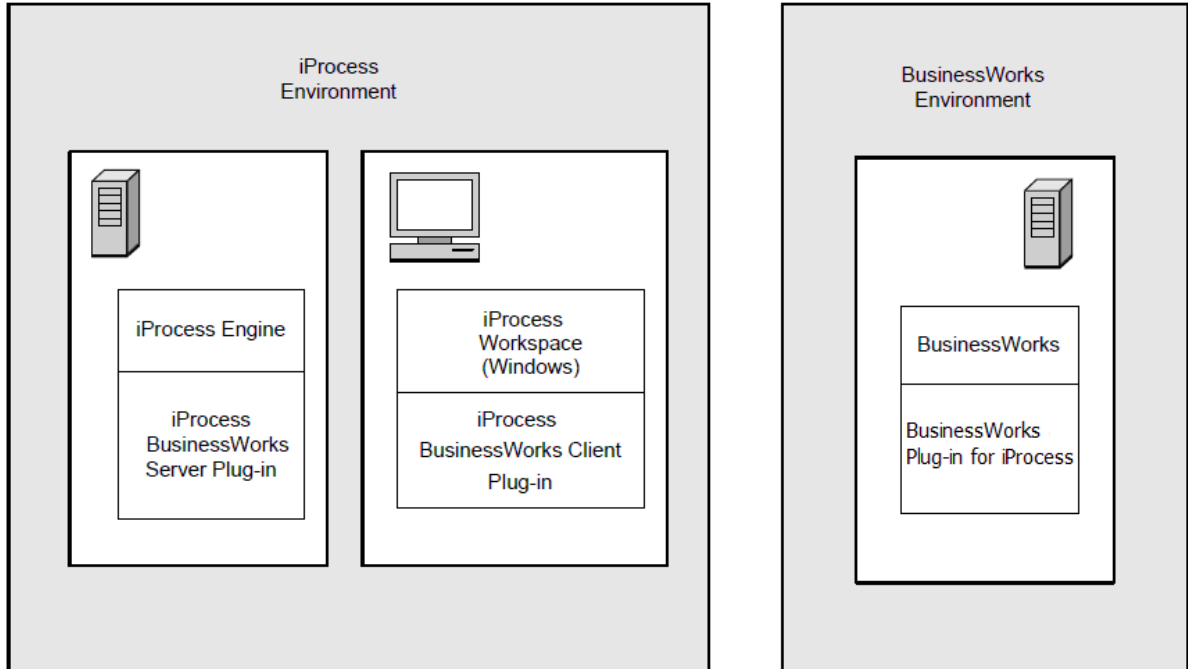 iProcess
Environment
iProcess Engine
iProcess
BusinessWorks
Server Plug-in
iProcess
Workspace
(Windows)
iProcess
BusinessWorks Client
Plug-in
BusinessWorks
Environment
BusinessWorks
BusinessWorks
Plug-in for iProcess